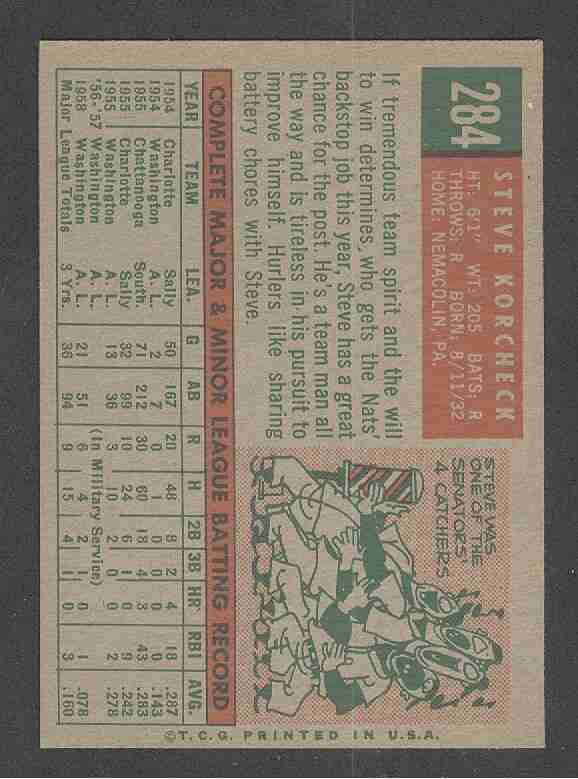 284
STEVE KORCHECK
HT: 6'1" WT: 205 BATS: R
THROWS: R BORN: 8/11/32
HOME: NEMACOLIN, PA.
If tremendous team spirit and the will
to win determines, who gets the Nats'
backstop job this year, Steve has a great
chance for the post. He's a team man all
the way and is tireless in his pursuit to
improve himself. Hurlers like sharing
battery chores with Steve.
STEVE WAS
ONE OF THE
SENATORS'
4 CATCHERS
COMPLETE MAJOR & MINOR LEAGUE BATTING RECORD
YEAR TEAM LEA. G AB R H 2B 3B HR RBI AVG.
1954 Charlotte Sally 50 167 20 48 8 2 4 18 .287
1954 Washington A. L. 2 7 0 1 0 0 0 0 .143
1955 Chattanooga South. 71 212 30 60 18 4 3 43 .283
1955 Charlotte Sally 32 99 10 24 6 1 0 9 .242
1955 Washington A. L. 13 36 3 10 2 0 0 2 .278
'56-'57 Washington A. L. (In Military Service)
1958 Washington A. L. 21 51 6 4 2 1 0 1 .078
Major League Totals 3 Yrs. 36 94 9 15 4 1 0 3 .160
©T.C.G. PRINTED IN U.S.A.